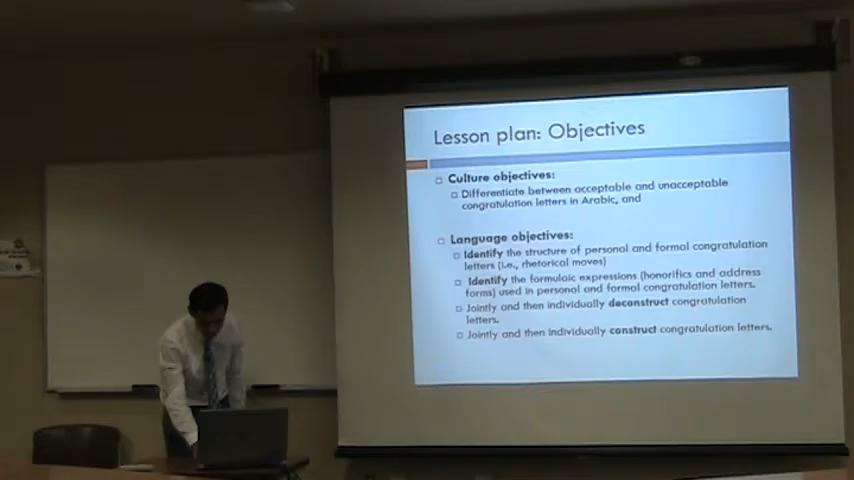 Lesson plan: Objectives
Culture objectives:
Differentiate between acceptable and unacceptable
congratulation letters in Arabic, and
Language objectives:
Identify the structure of personal and formal congratulation
letters (i.e., rhetorical moves)
Identify the formulaic expressions (honorifics and address
forms) used in personal and formal congratulation letters.
Jointly and then individually deconstruct congratulation
letters.
Jointly and then individually construct congratulation letters.